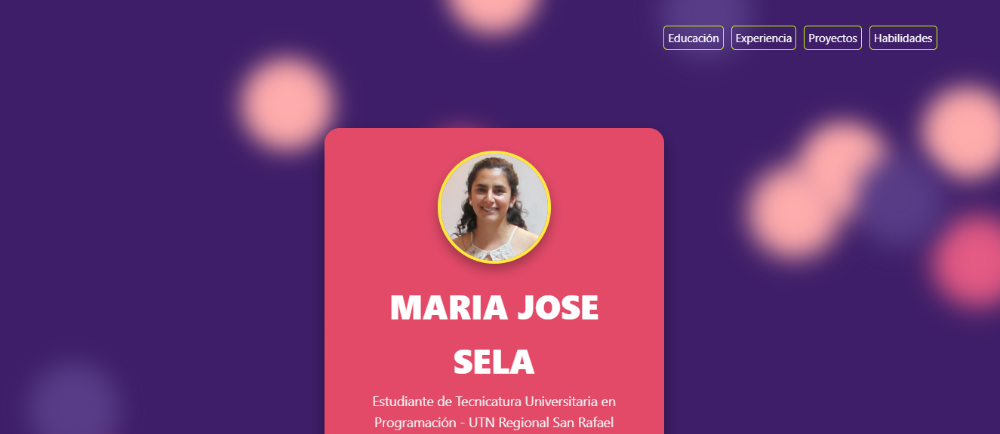 Educación Experiencia Proyectos Habilidades
MARIA JOSE
SELA
Estudiante de Tecnicatura Universitaria en
Programación - UTN Regional San Rafael